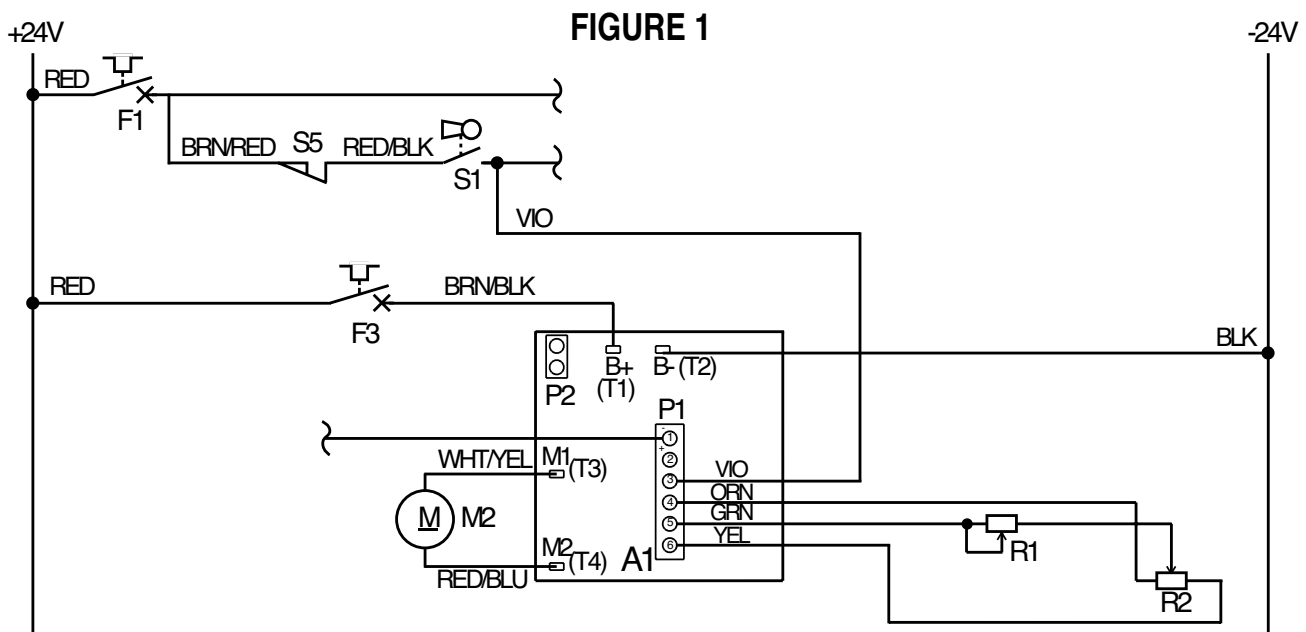 FIGURE 1
+24V
-24V
RED
F1
BRN/RED
S5
RED/BLK
S1
VIO
RED
F3
BRN/BLK
BLK
P2
B+
(T1)
B- (T2)
P1
-
1
+
2
3
4
5
6
WHT/YEL
M1
(T3)
VIO
ORN
GRN
YEL
M
M2
M2
(T4)
A1
RED/BLU
R1
R2